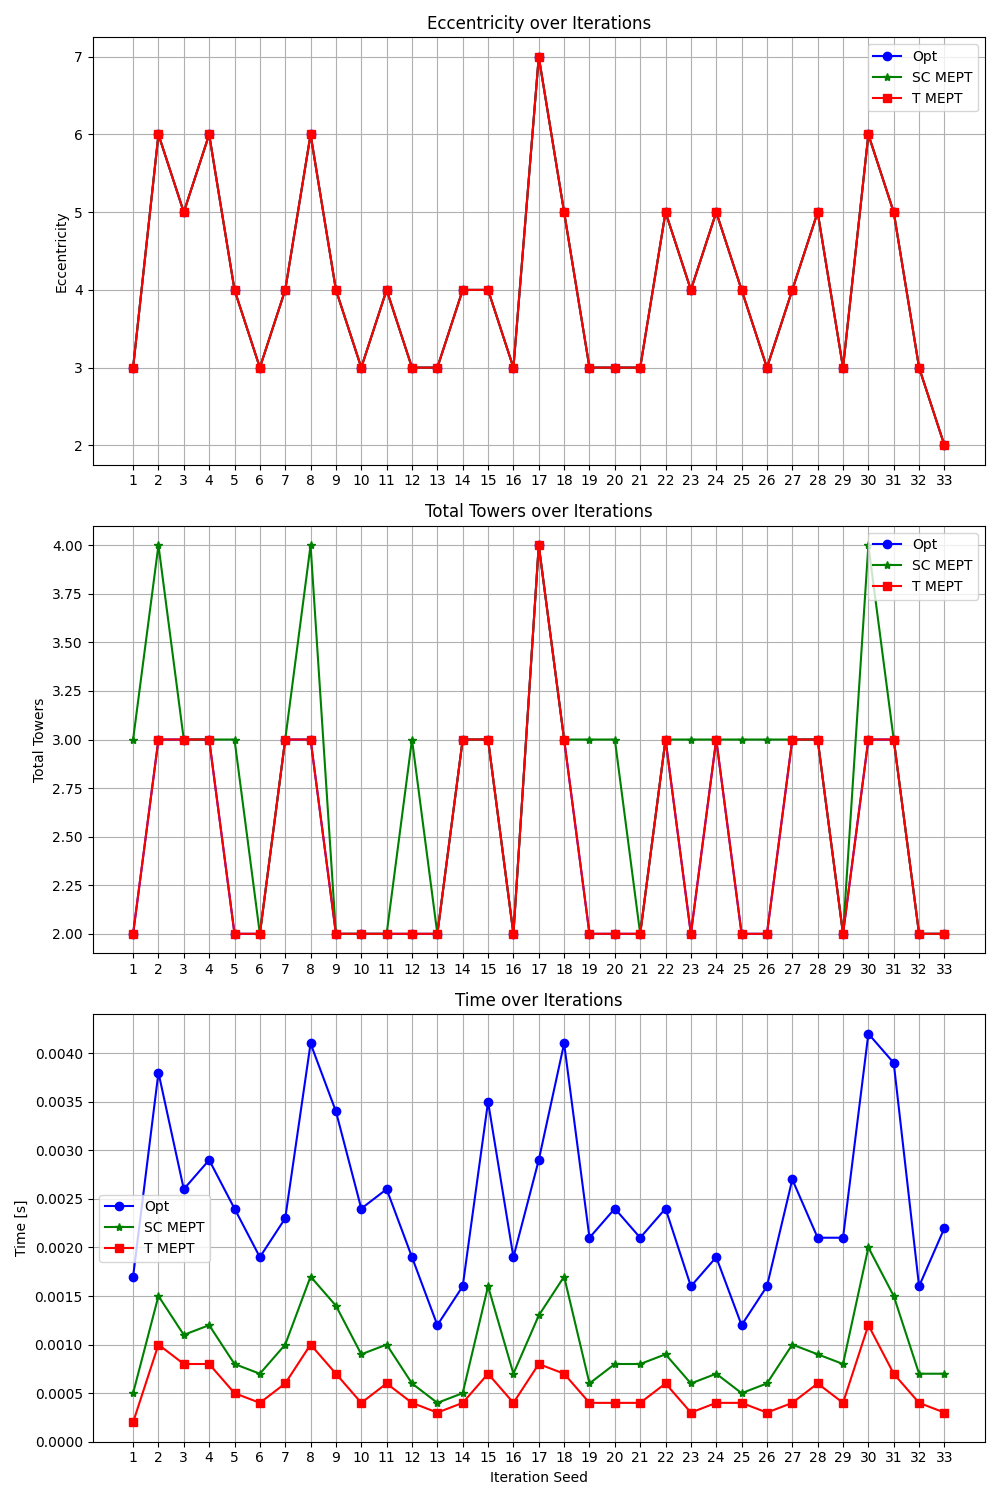 Eccentricity over Iterations
Opt
SC MEPT
T MEPT
7
6
5
4
3
2
Eccentricity
1 2 3 4 5 6 7 8 9 10 11 12 13 14 15 16 17 18 19 20 21 22 23 24 25 26 27 28 29 30 31 32 33
Total Towers over Iterations
Opt
SC MEPT
T MEPT
4.00
3.75
3.50
3.25
3.00
2.75
2.50
2.25
2.00
Total Towers
1 2 3 4 5 6 7 8 9 10 11 12 13 14 15 16 17 18 19 20 21 22 23 24 25 26 27 28 29 30 31 32 33
Time over Iterations
0.0040
0.0035
0.0030
0.0025
0.0020
0.0015
0.0010
0.0005
0.0000
Time [s]
Opt
SC MEPT
T MEPT
1 2 3 4 5 6 7 8 9 10 11 12 13 14 15 16 17 18 19 20 21 22 23 24 25 26 27 28 29 30 31 32 33
Iteration Seed